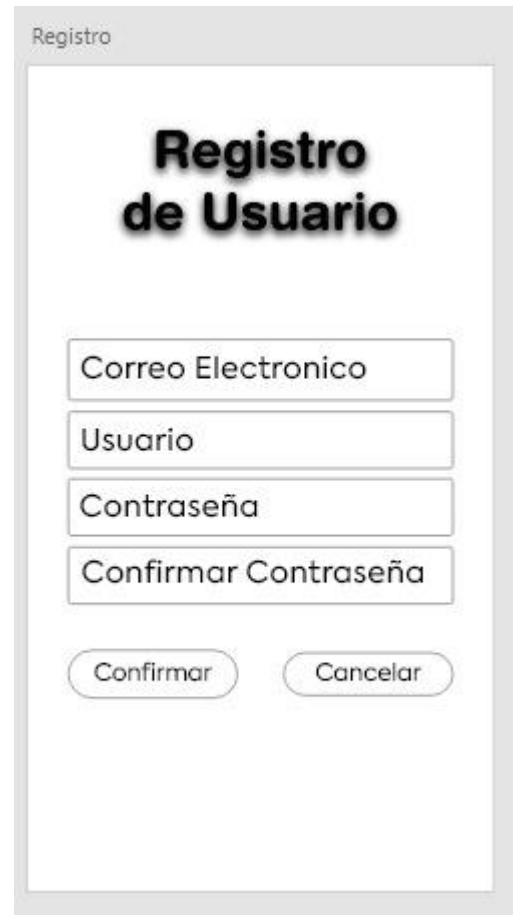 Registro
Registro
de Usuario
Correo Electronico
Usuario
Contraseña
Confirmar Contraseña
Confirmar Cancelar